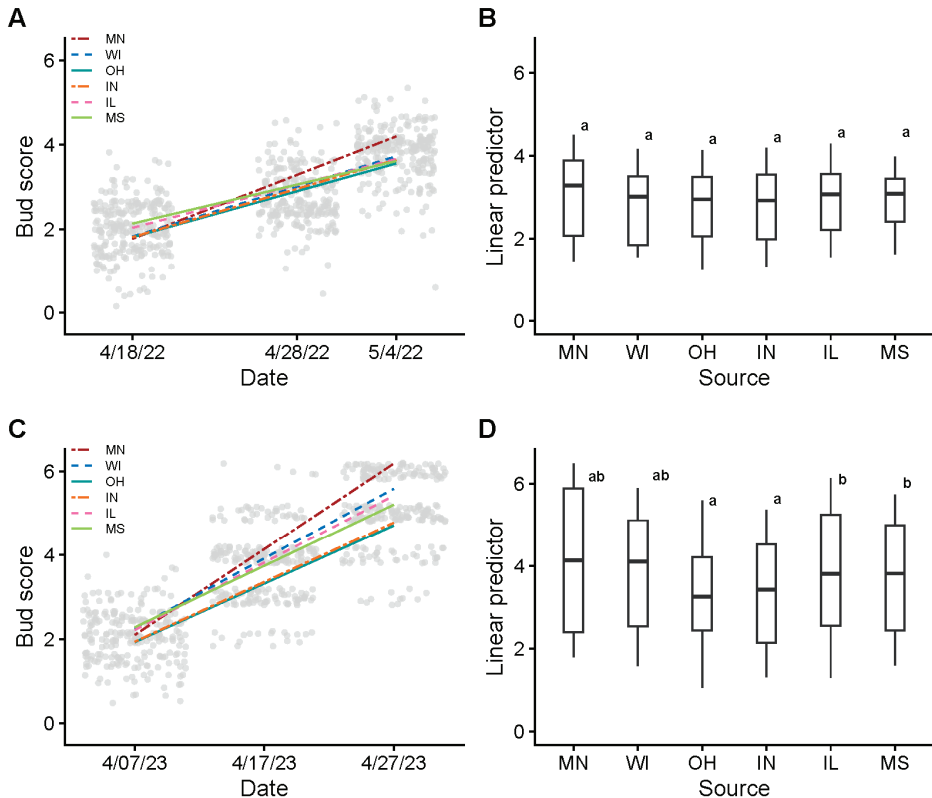 A
MN
WI
OH
IN
IL
MS
6
4
2
0
Bud score
4/18/22
4/28/22
5/4/22
Date
B
6
4
2
0
Linear predictor
a
a
a
a
a
a
MN
WI
OH
IN
IL
MS
Source
C
MN
WI
OH
IN
IL
MS
6
4
2
0
Bud score
4/07/23
4/17/23
4/27/23
Date
D
6
4
2
0
Linear predictor
ab
ab
a
a
b
b
MN
WI
OH
IN
IL
MS
Source